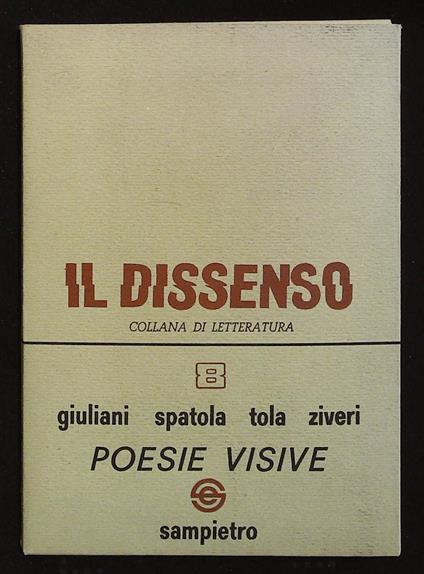 IL DISSENSO
COLLANA DI LETTERATURA
8
giuliani spatola tola ziveri
POESIE VISIVE
sampietro